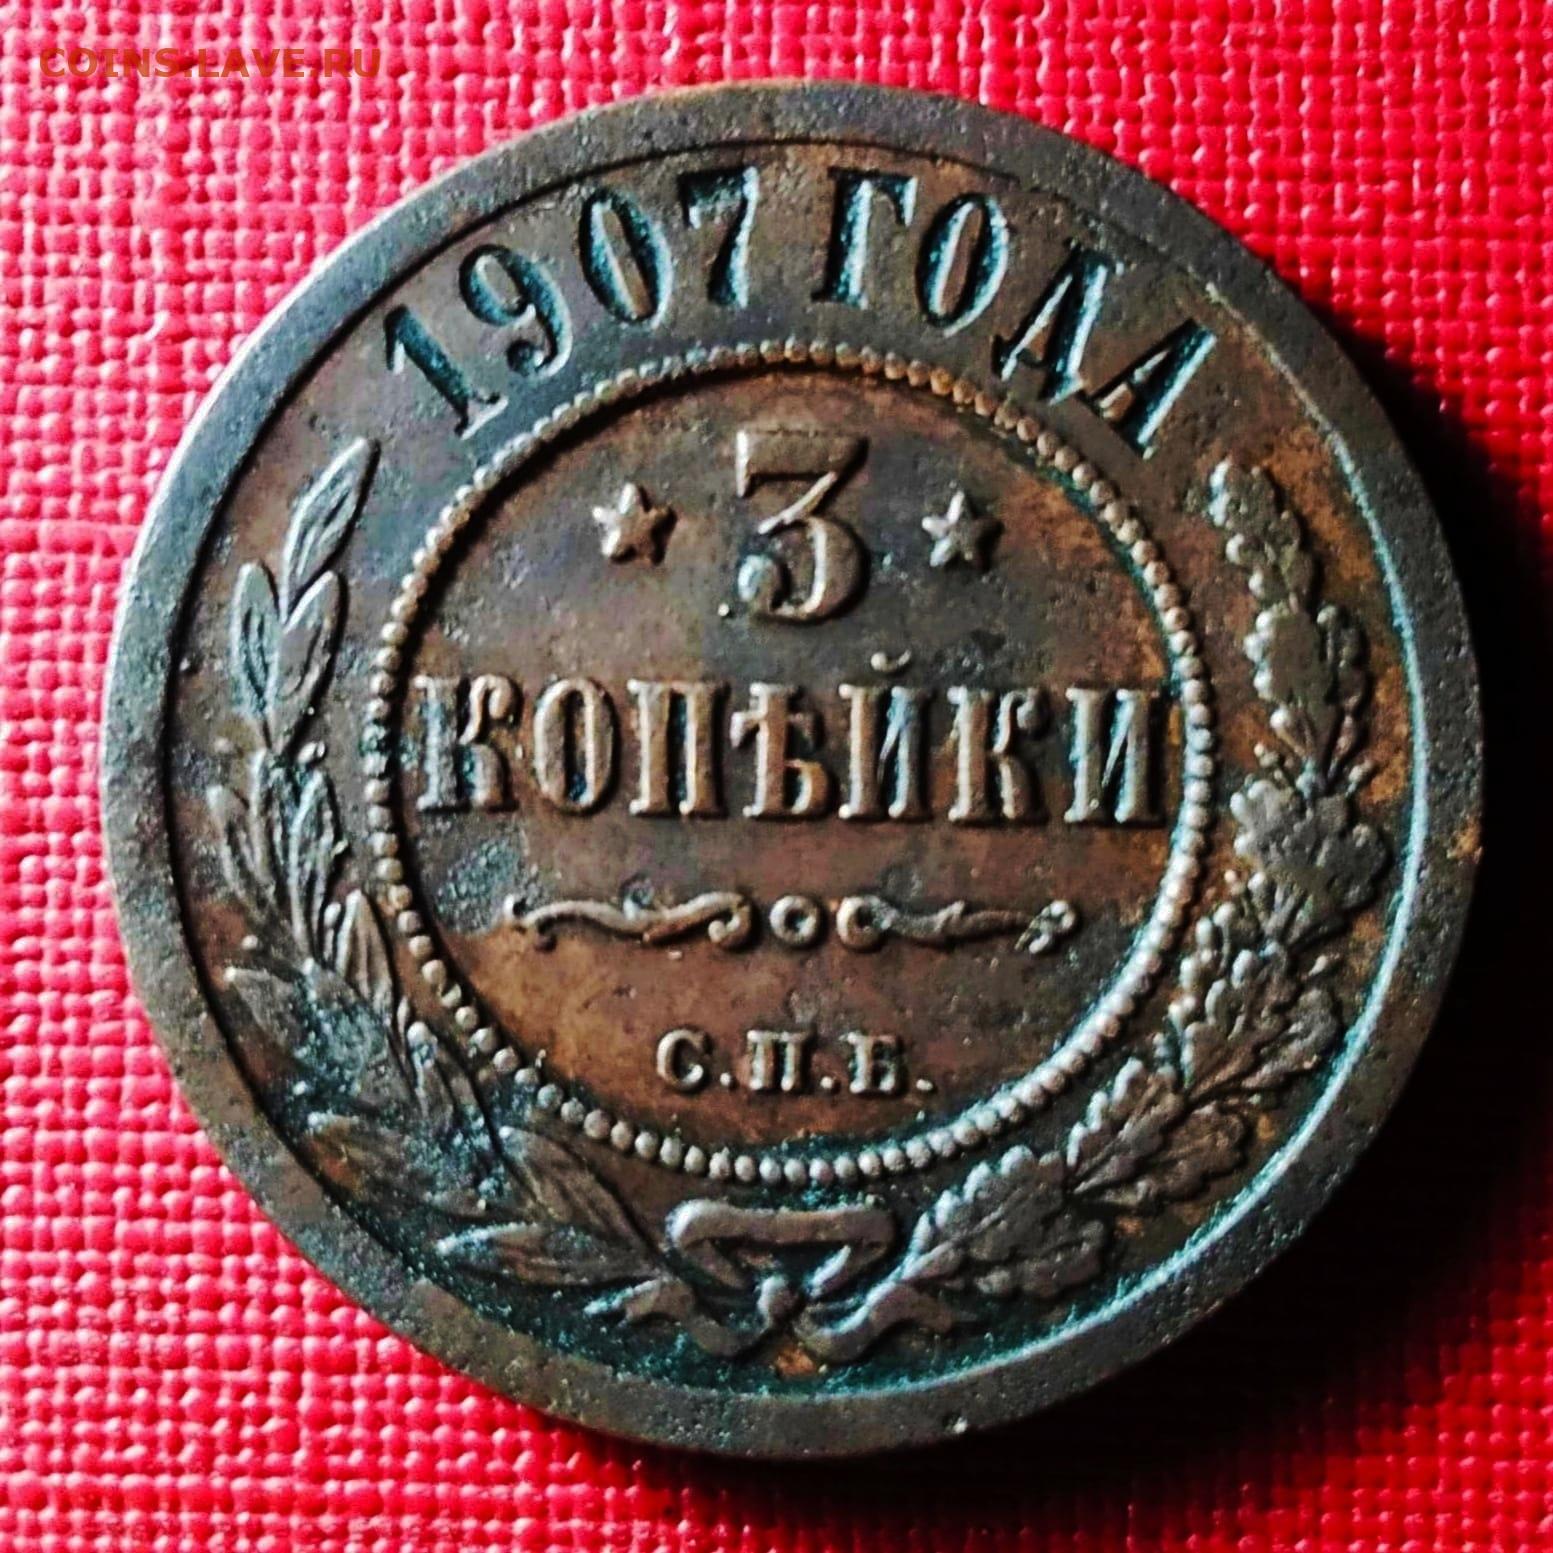 COINS.LAVE.RU
1907 ГОДА
3
КОПѢЙКИ
С.П.Б.